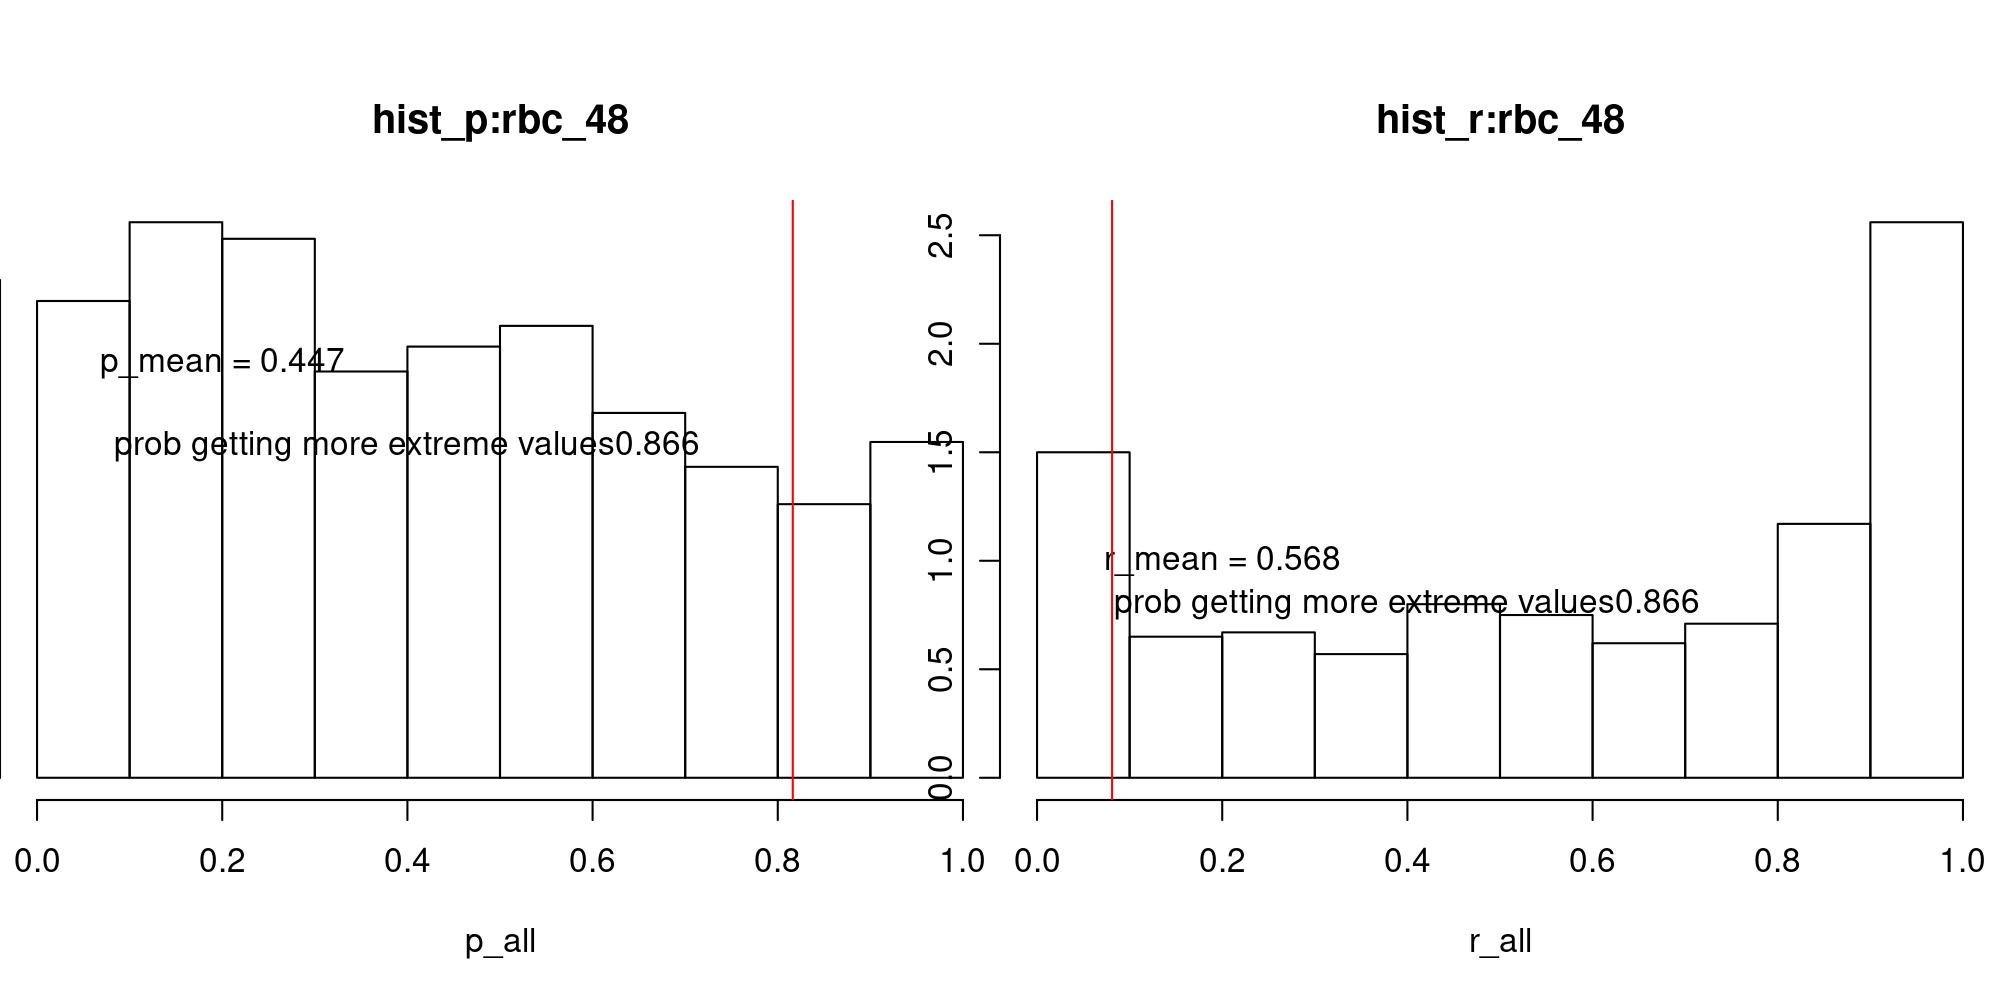 hist_p:rbc_48
p_mean = 0.447
prob getting more extreme values0.866
0.0 0.2 0.4 0.6 0.8 1.0
p_all
hist_r:rbc_48
2.5
2.0
1.5
1.0
0.5
0.0
r_mean = 0.568
prob getting more extreme values0.866
0.0 0.2 0.4 0.6 0.8 1.0
r_all